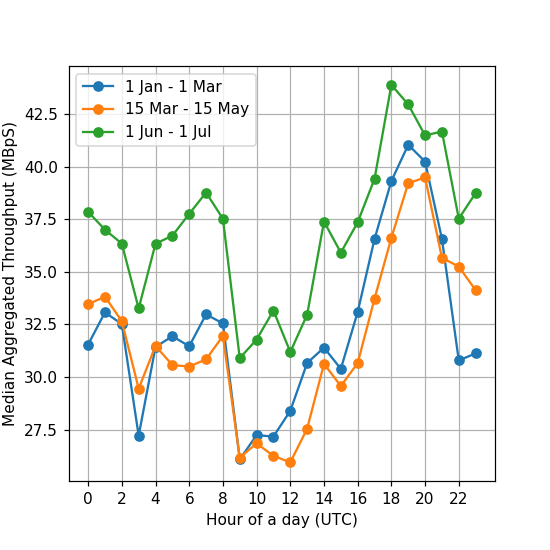 1 Jan - 1 Mar
15 Mar - 15 May
1 Jun - 1 Jul
Median Aggregated Throughput (MBpS)
42.5
40.0
37.5
35.0
32.5
30.0
27.5
0 2 4 6 8 10 12 14 16 18 20 22
Hour of a day (UTC)